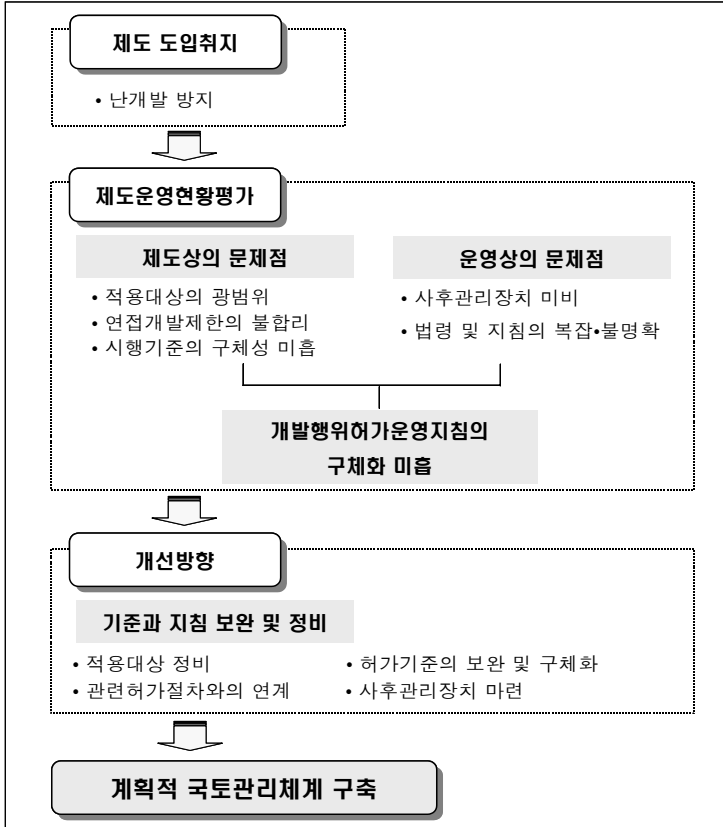 제도 도입취지
• 난개발 방지
제도운영현황평가
제도상의 문제점
• 적용대상의 광범위
• 연접개발제한의 불합리
• 시행기준의 구체성 미흡
운영상의 문제점
• 사후관리장치 미비
• 법령 및 지침의 복잡•불명확
개발행위허가운영지침의
구체화 미흡
개선방향
기준과 지침 보완 및 정비
• 적용대상 정비
• 관련허가절차와의 연계
• 허가기준의 보완 및 구체화
• 사후관리장치 마련
계획적 국토관리체계 구축